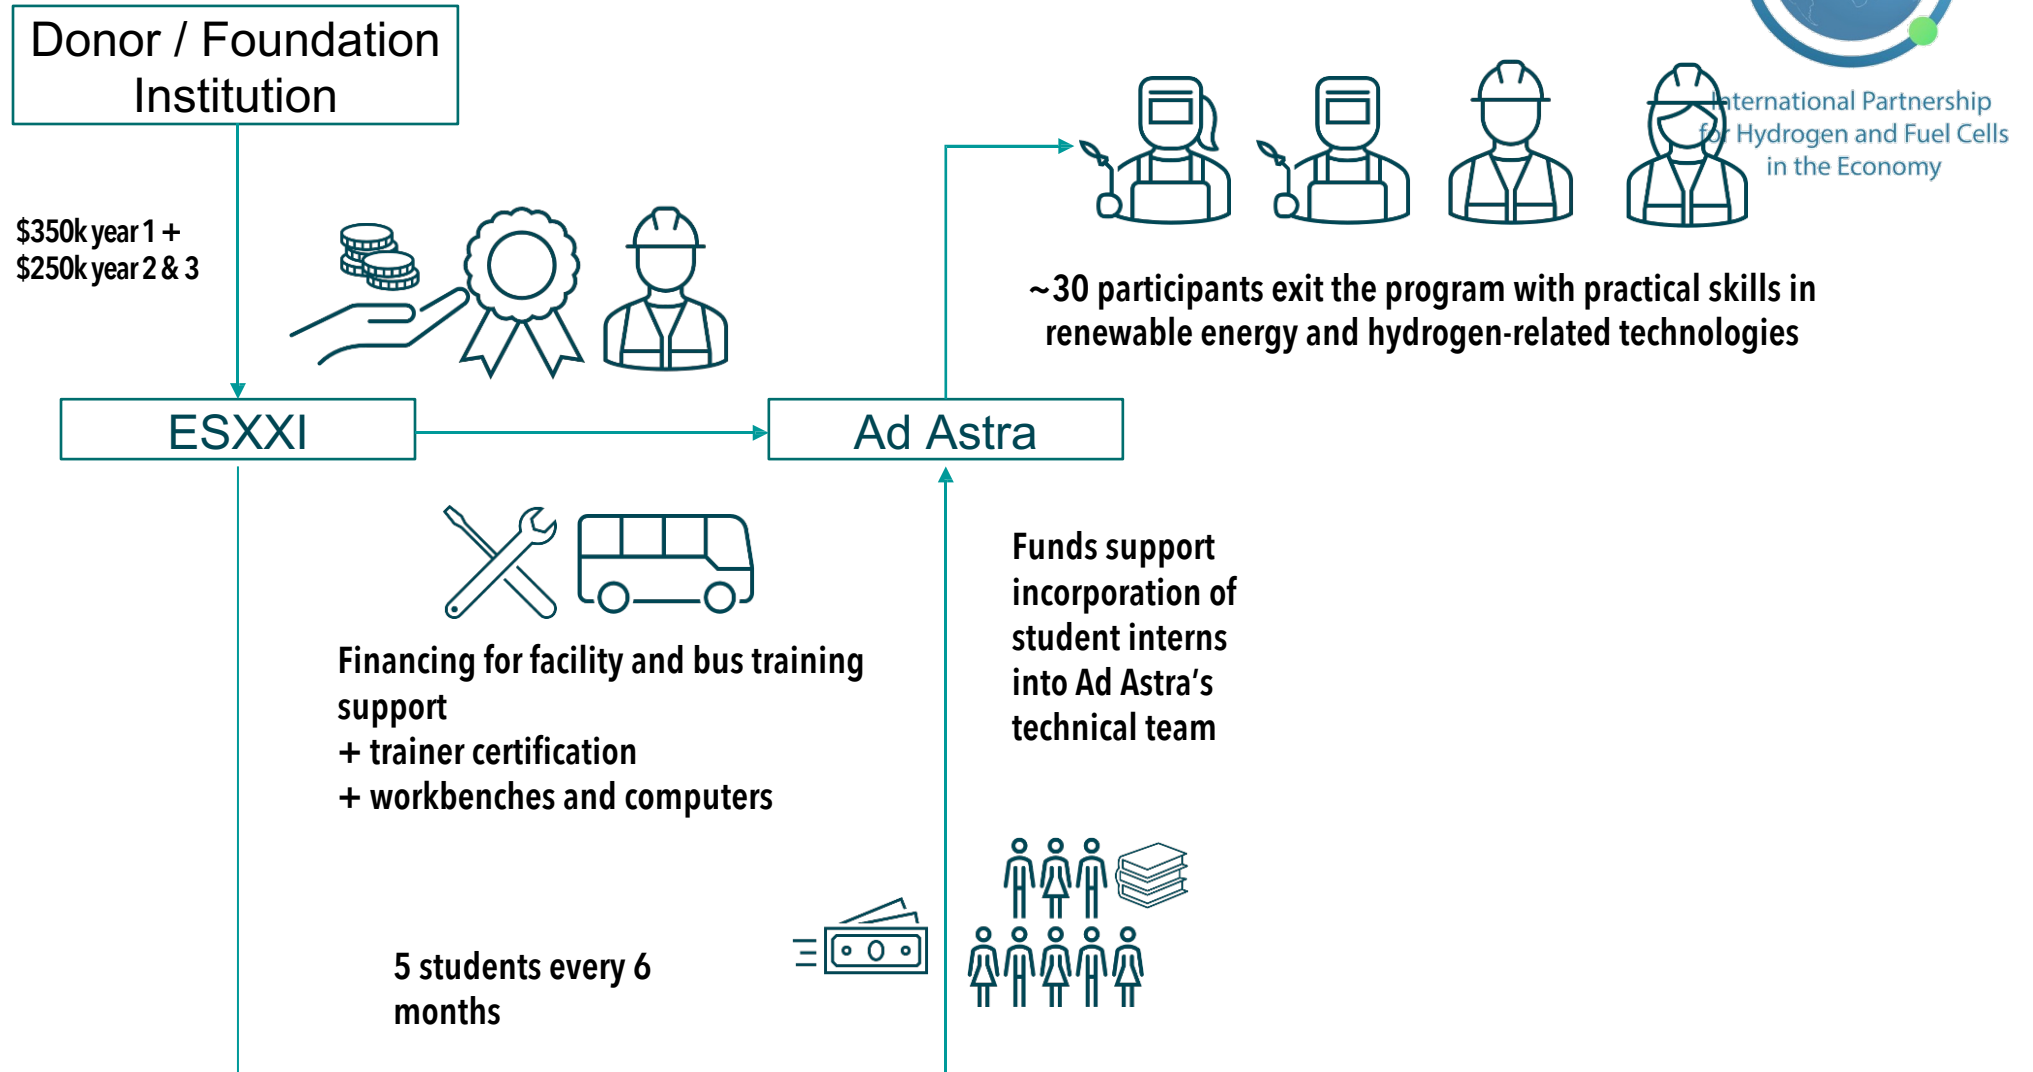 Donor / Foundation
Institution
International Partnership
for Hydrogen and Fuel Cells
in the Economy
$350k year 1 +
$250k year 2 & 3
~30 participants exit the program with practical skills in
renewable energy and hydrogen-related technologies
ESXXI
Ad Astra
Financing for facility and bus training
support
+ trainer certification
+ workbenches and computers
Funds support
incorporation of
student interns
into Ad Astra's
technical team
5 students every 6
months